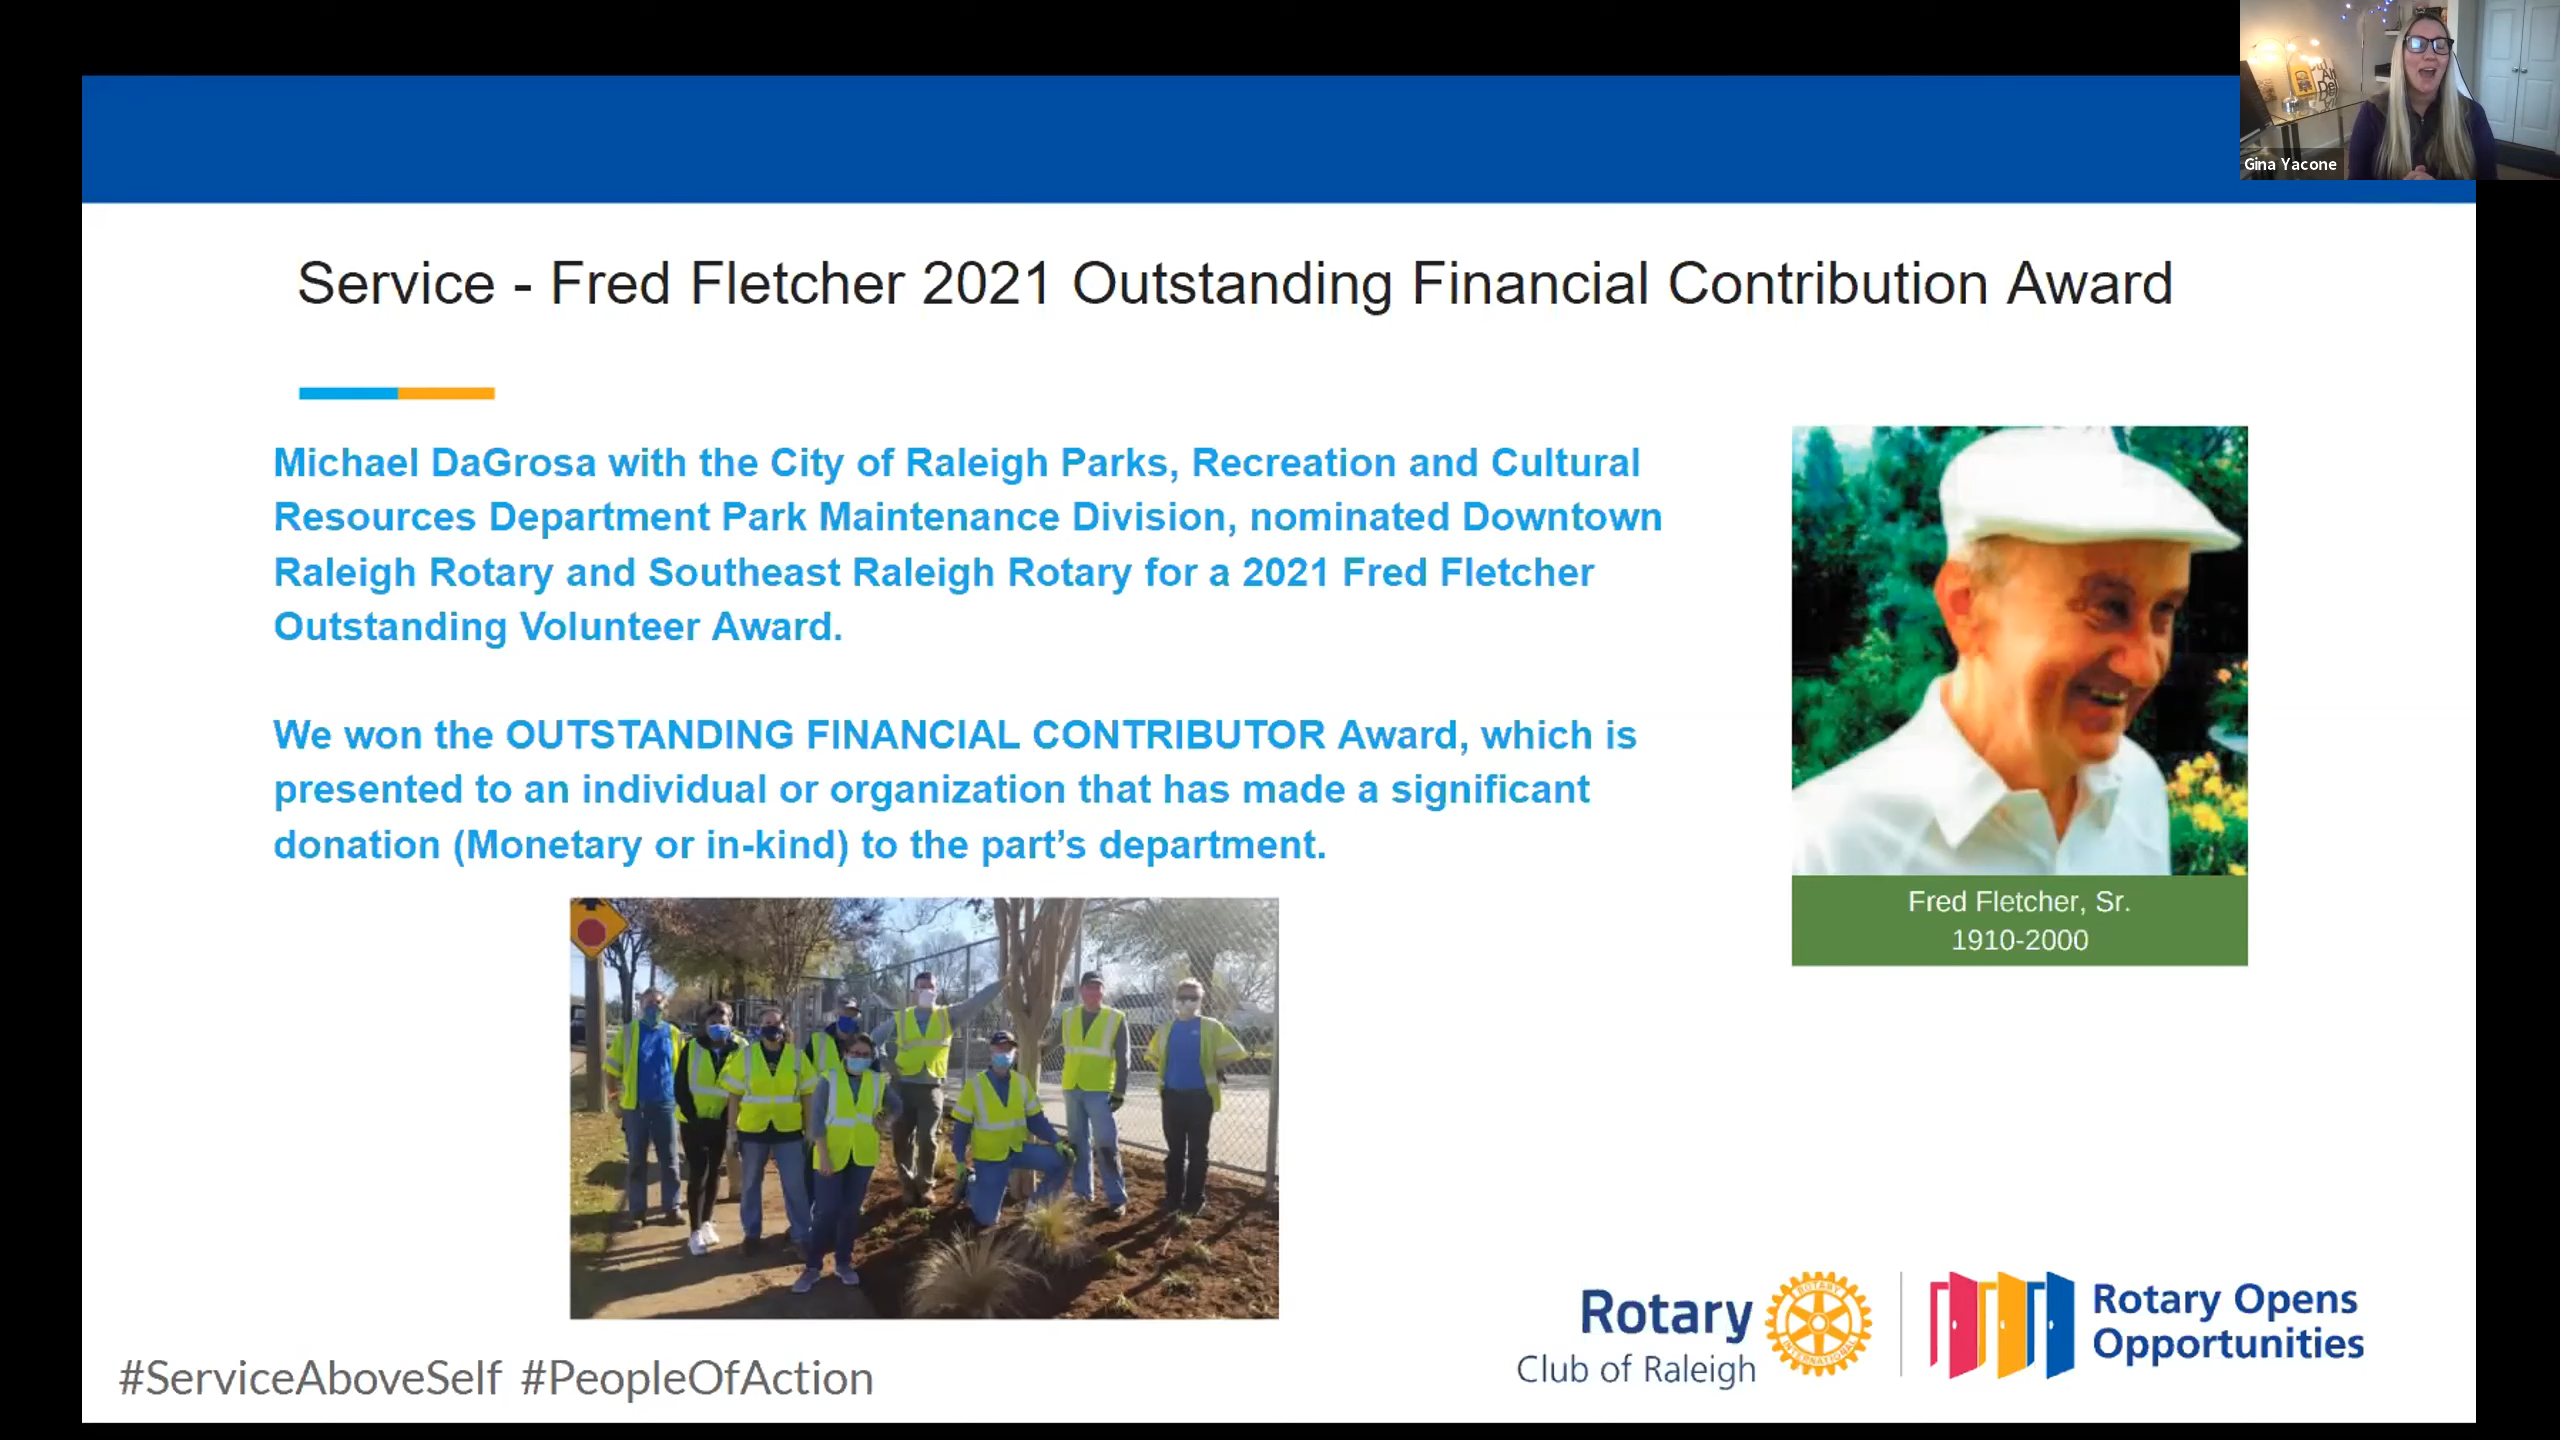 Gina Yacone
Service - Fred Fletcher 2021 Outstanding Financial Contribution Award
Michael DaGrosa with the City of Raleigh Parks, Recreation and Cultural
Resources Department Park Maintenance Division, nominated Downtown
Raleigh Rotary and Southeast Raleigh Rotary for a 2021 Fred Fletcher
Outstanding Volunteer Award.
We won the OUTSTANDING FINANCIAL CONTRIBUTOR Award, which is
presented to an individual or organization that has made a significant
donation (Monetary or in-kind) to the part’s department.
Fred Fletcher, Sr.
1910-2000
Rotary
Club of Raleigh
ROTARY
INTERNATIONAL
Rotary Opens
Opportunities
#ServiceAboveSelf #PeopleOfAction